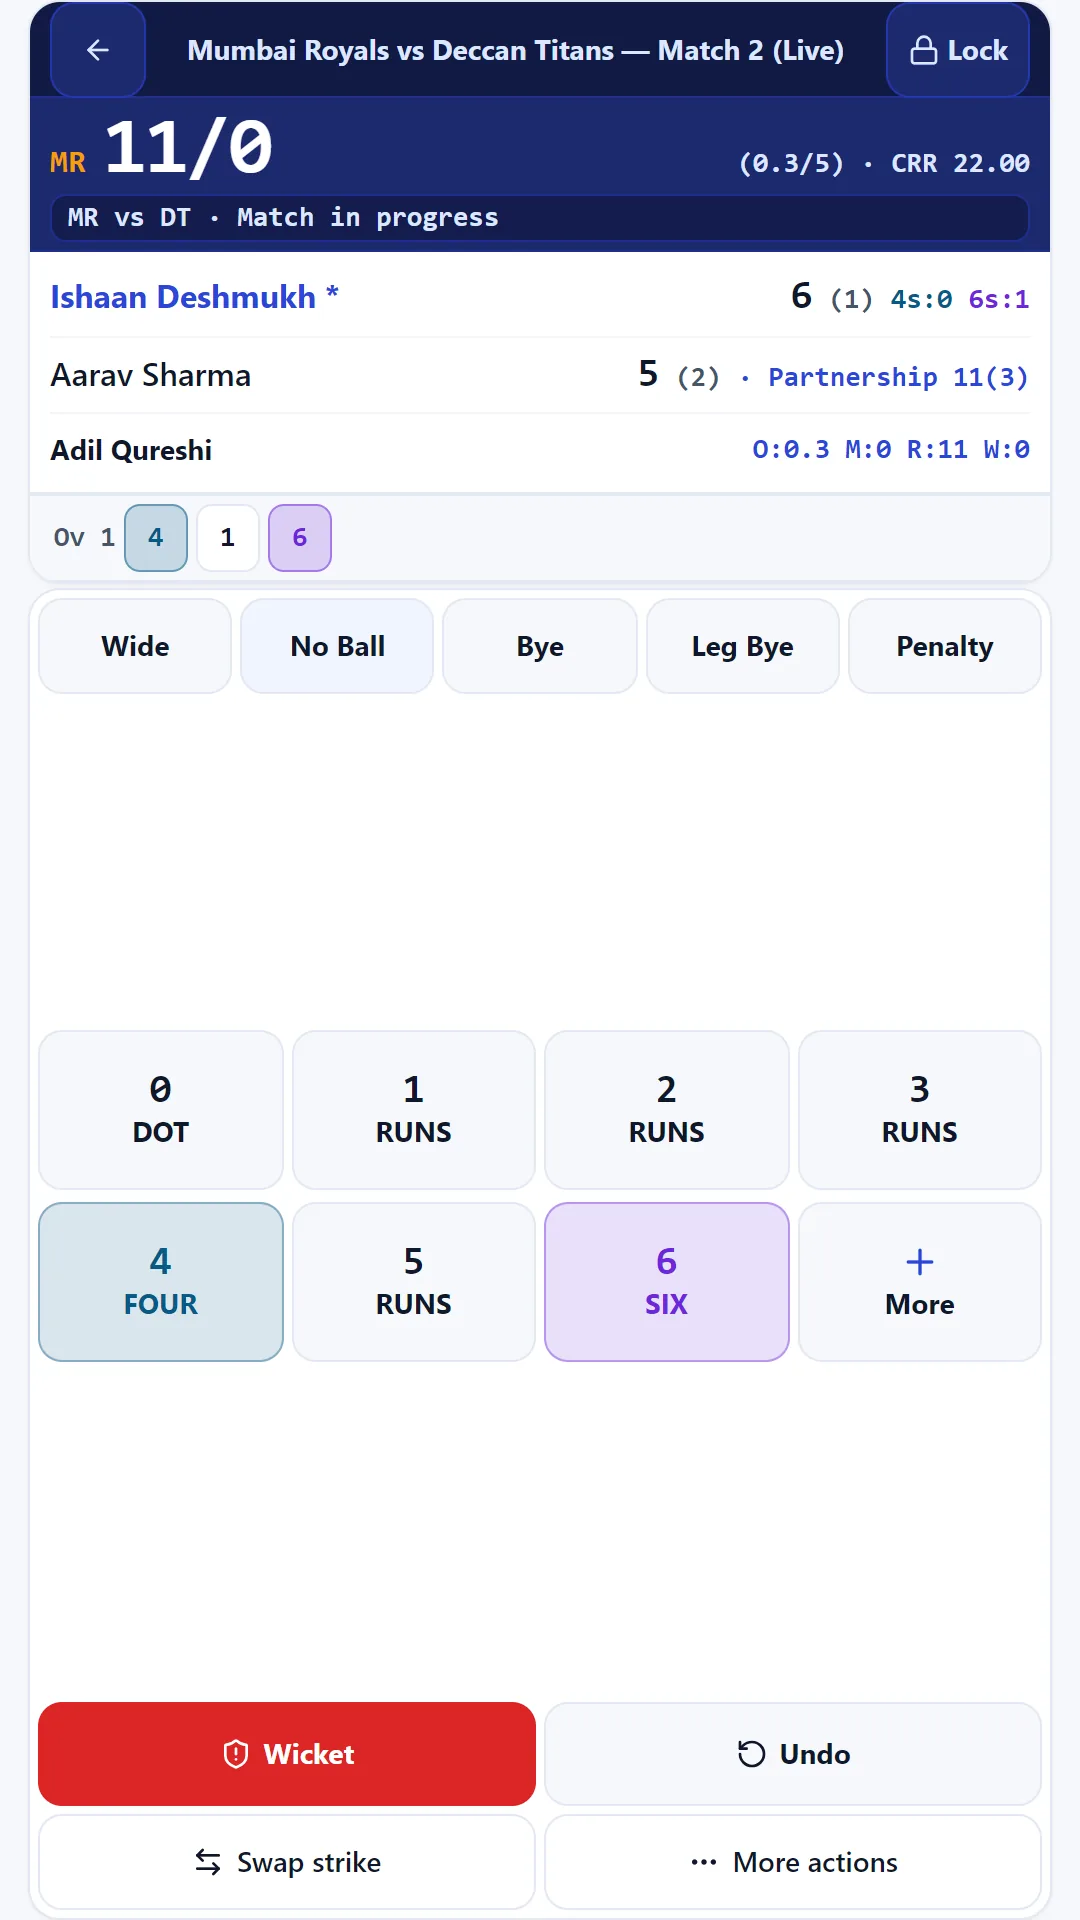 Mumbai Royals vs Deccan Titans — Match 2 (Live)
Lock
MR 11/0
(0.3/5) · CRR 22.00
MR vs DT · Match in progress
Ishaan Deshmukh *
6 (1) 4s:0 6s:1
Aarav Sharma
5 (2) · Partnership 11(3)
Adil Qureshi
O:0.3 M:0 R:11 W:0
Ov 1 4 1 6
Wide No Ball Bye Leg Bye Penalty
0 1 2 3
DOT RUNS RUNS RUNS
4 5 6 +
FOUR RUNS SIX More
Wicket Undo
Swap strike More actions